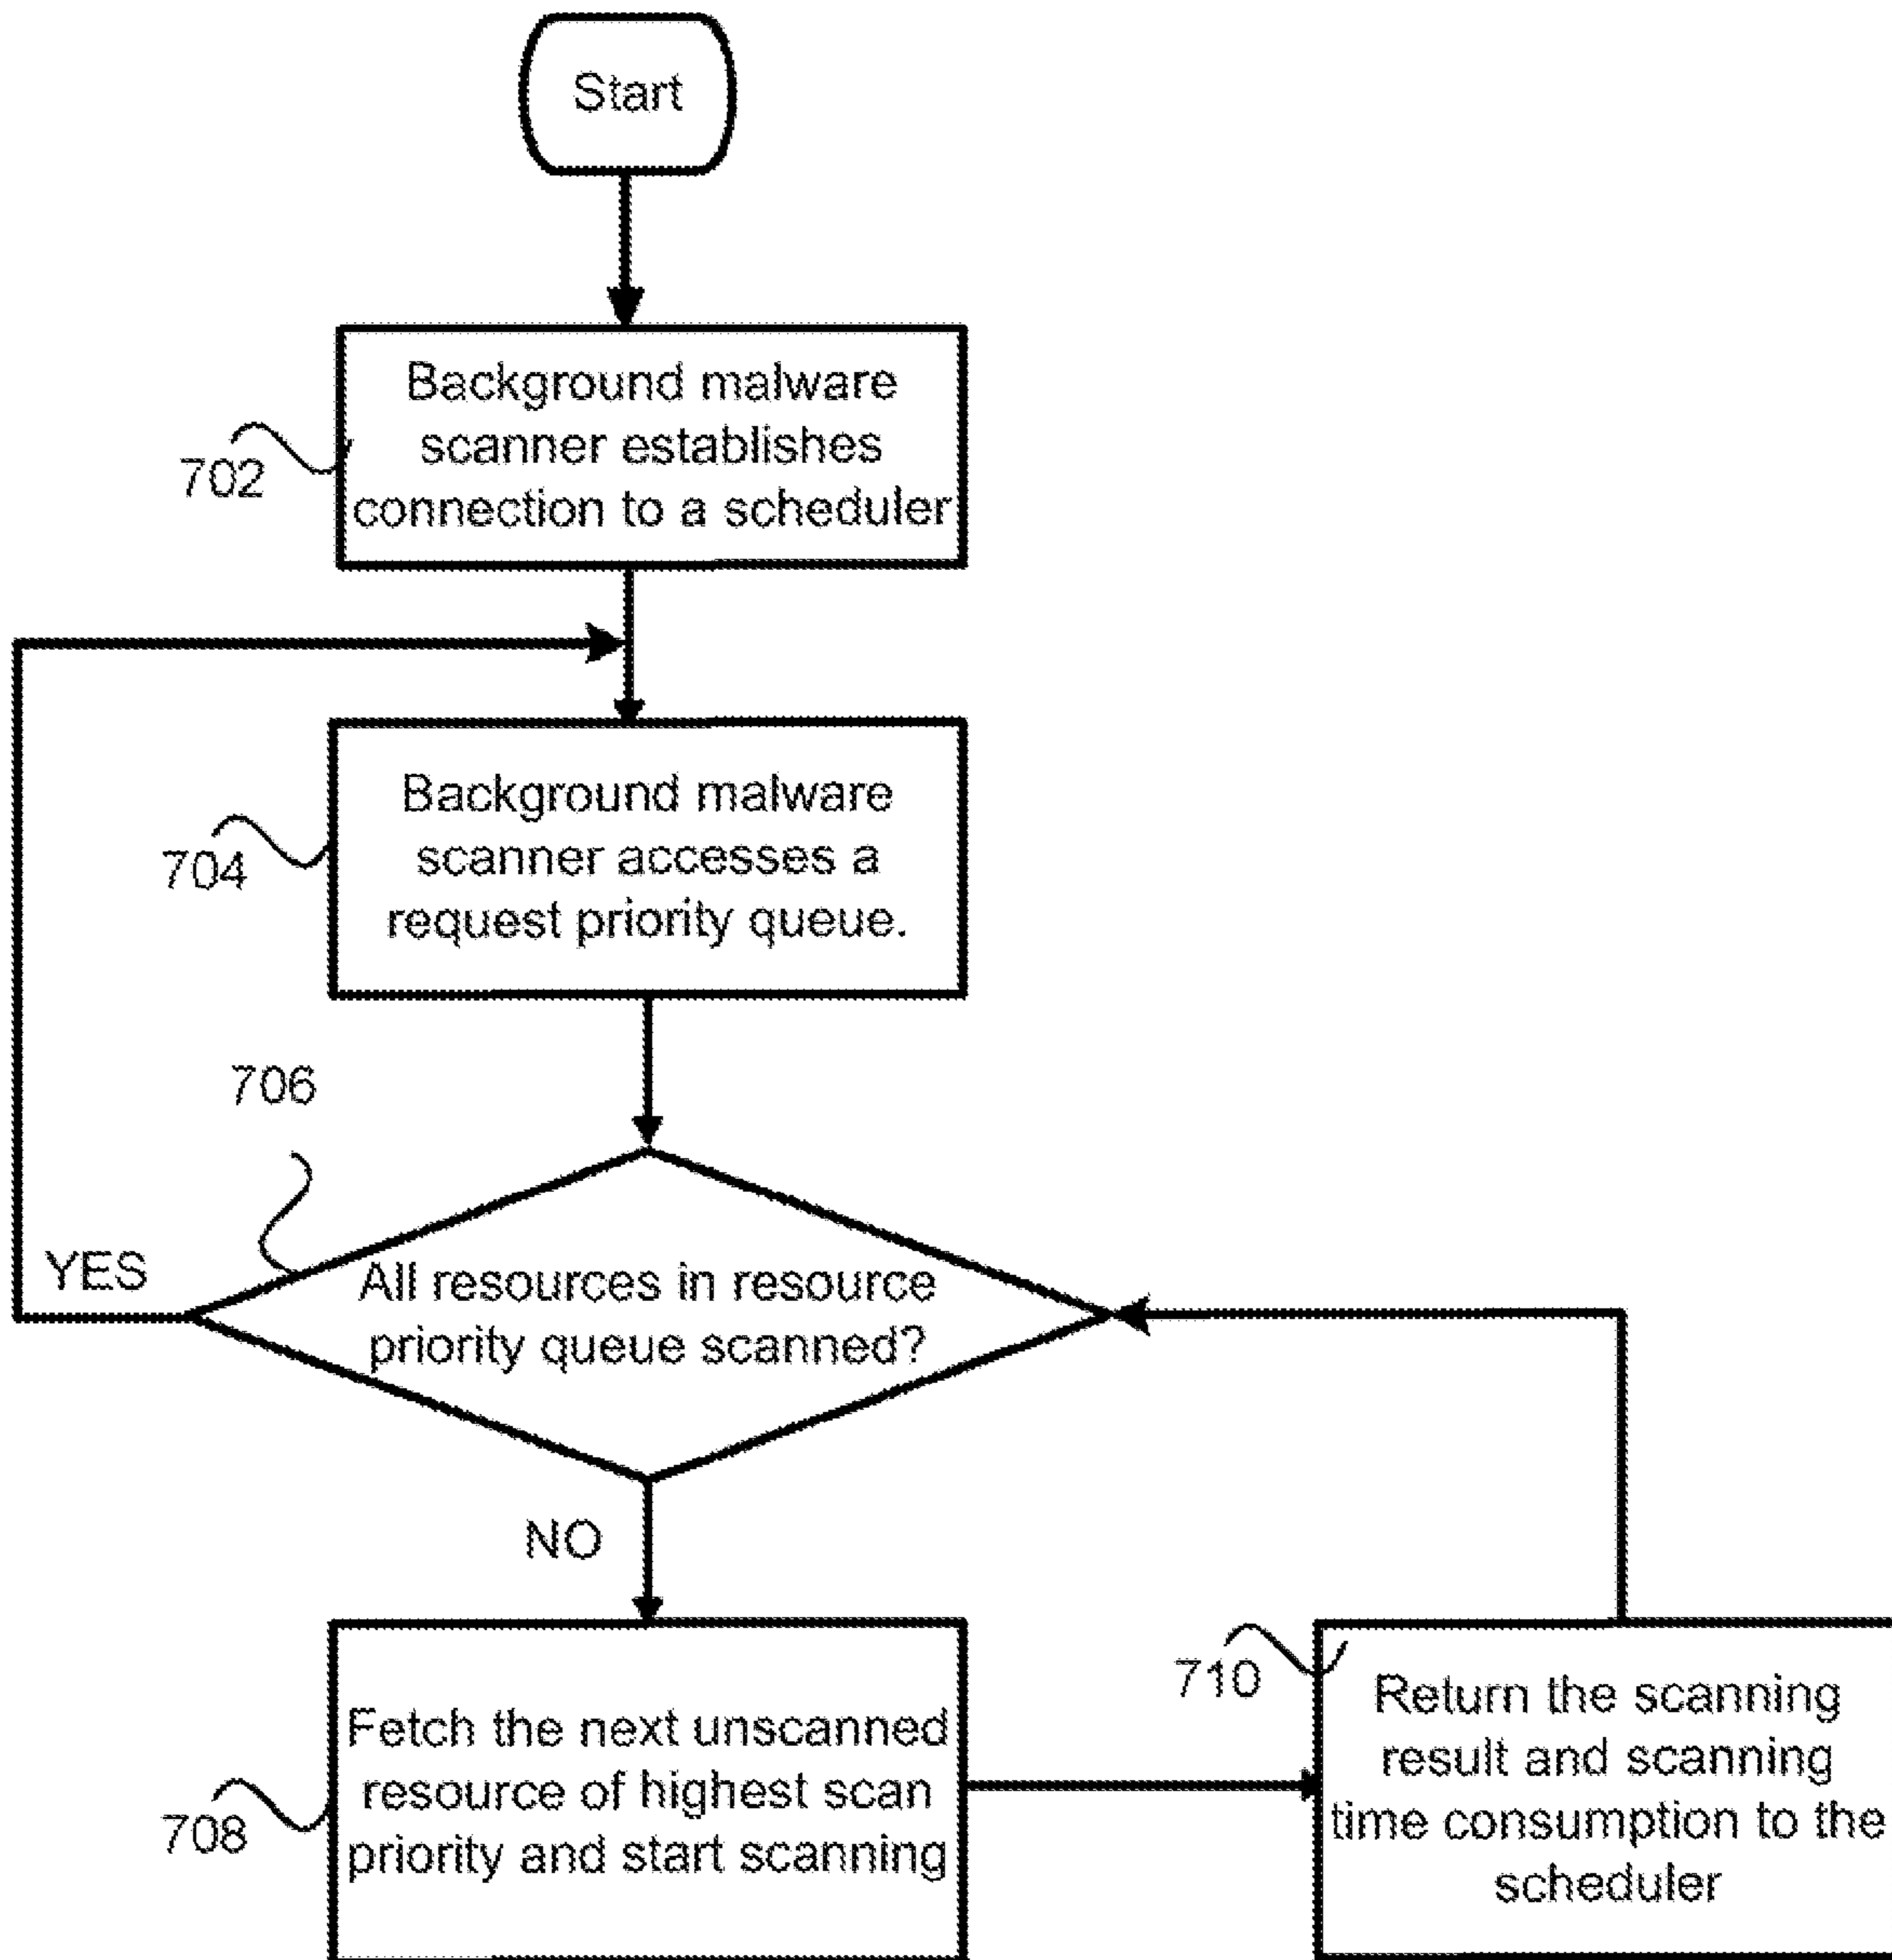 Start
Background malware
scanner establishes
connection to a scheduler
702
Background malware
scanner accesses a
request priority queue.
704
706
YES
All resources in resource
priority queue scanned?
NO
Fetch the next unscanned
resource of highest scan
priority and start scanning
708
710
Return the scanning
result and scanning
time consumption to the
scheduler